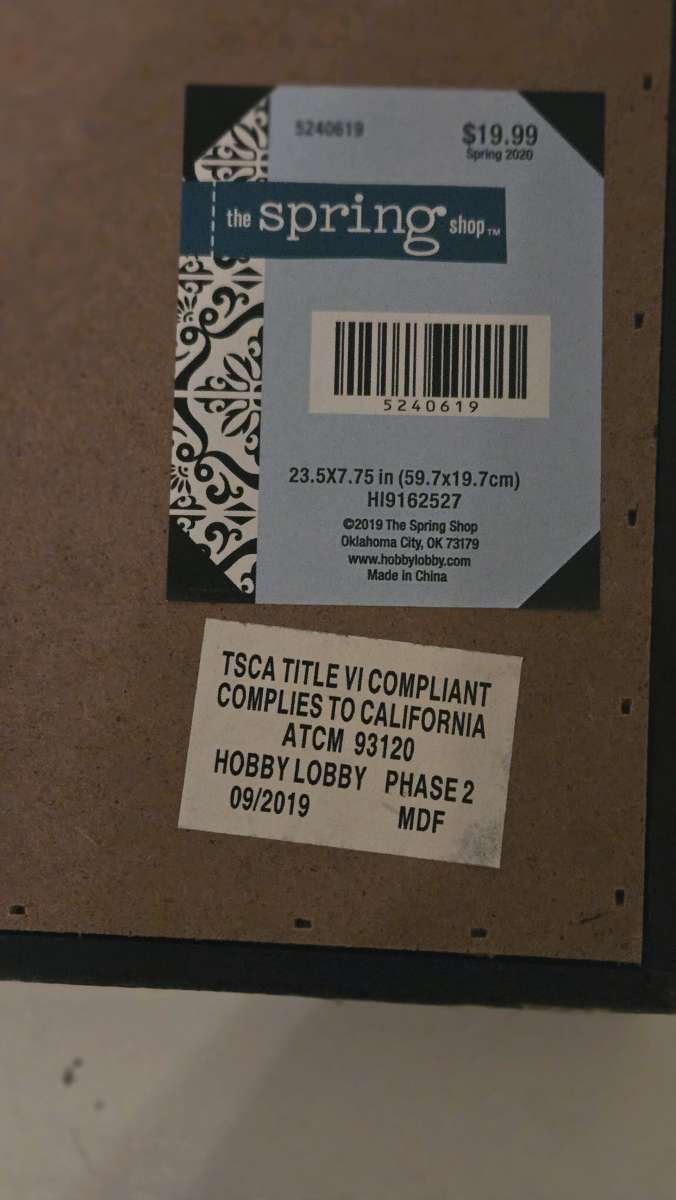 5240619
$19.99
Spring 2020
the spring shop™
5240619
23.5X7.75 in (59.7x19.7cm)
HI9162527
©2019 The Spring Shop
Oklahoma City, OK 73179
www.hobbylobby.com
Made in China
TSCA TITLE VI COMPLIANT
COMPLIES TO CALIFORNIA
ATCM 93120
HOBBY LOBBY PHASE 2
09/2019 MDF